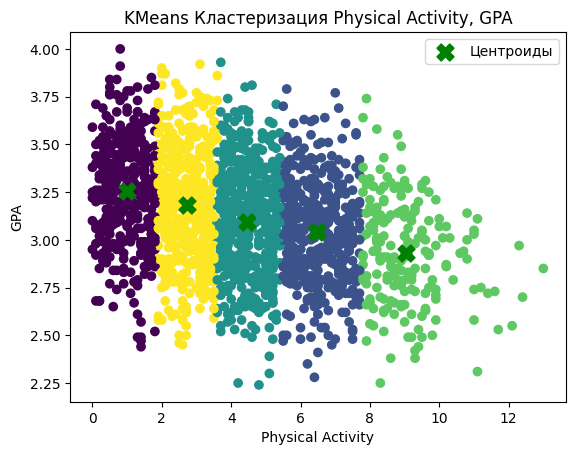 KMeans Кластеризация Physical Activity, GPA
Центроиды
GPA
4.00
3.75
3.50
3.25
3.00
2.75
2.50
2.25
0 2 4 6 8 10 12
Physical Activity